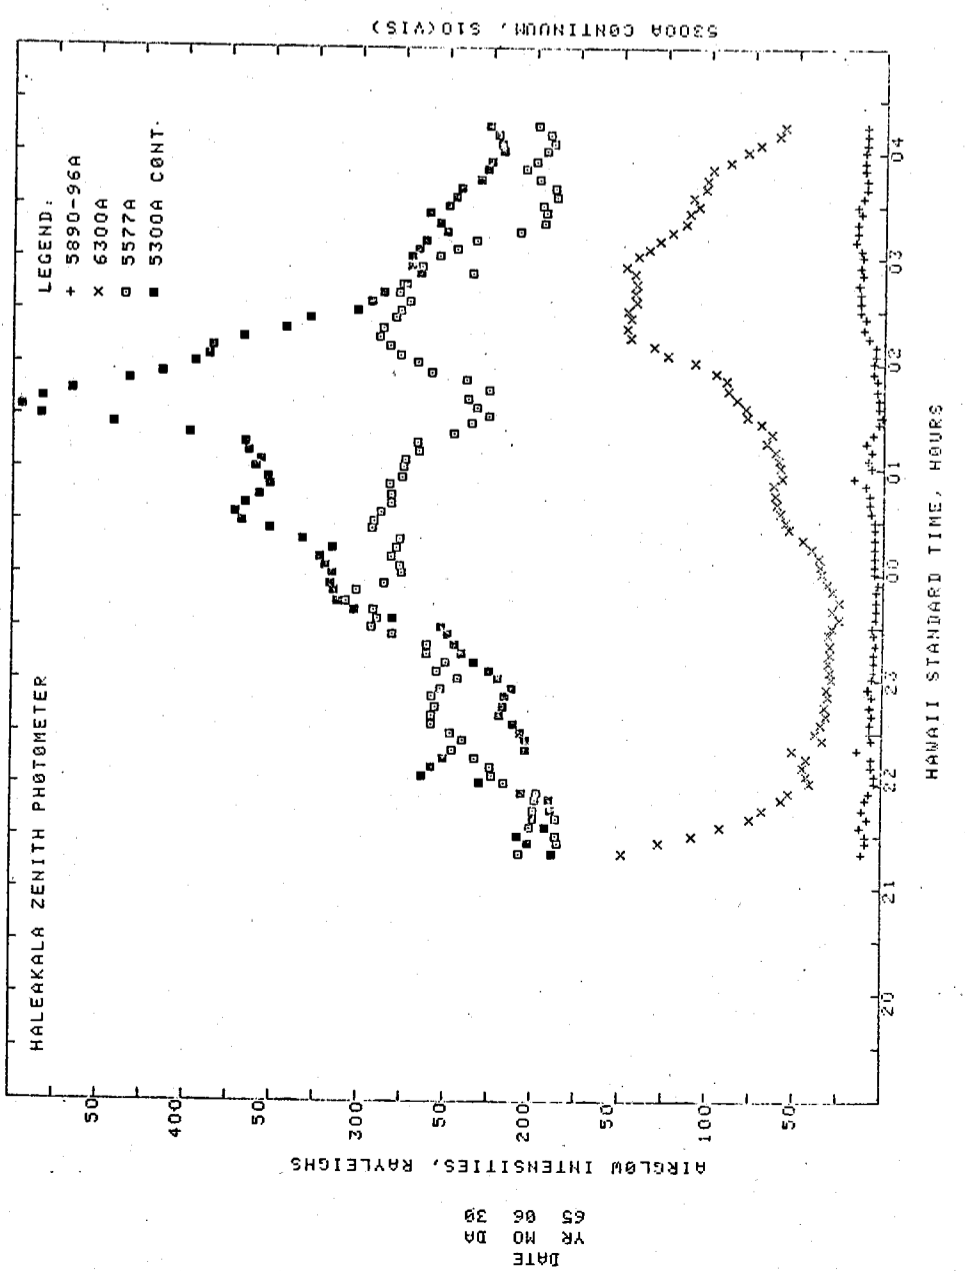 5300A CONTINUUM, S10(VIS)
HALEAKALA ZENITH PHOTOMETER
LEGEND:
+ 5890-96A
× 6300A
□ 5577A
■ 5300A CONT.
50
400
50
300
50
200
50
100
50
AIRGLOW INTENSITIES, RAYLEIGHS
20
21
22
23
00
01
02
03
04
HAWAII STANDARD TIME, HOURS
DATE
YR MO DA
65 06 30